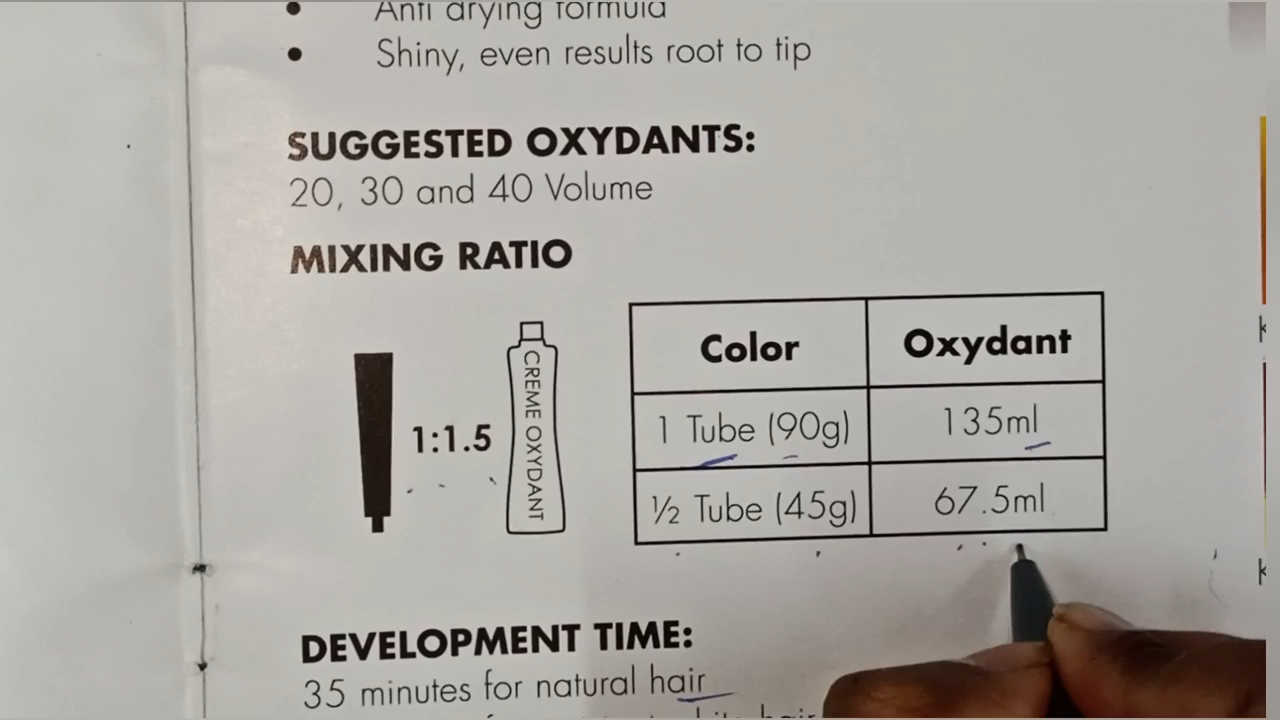 • Anti drying formula
• Shiny, even results root to tip
SUGGESTED OXYDANTS:
20, 30 and 40 Volume
MIXING RATIO
1:1.5
CREME OXYDANT
Color Oxydant
1 Tube (90g) 135ml
½ Tube (45g) 67.5ml
DEVELOPMENT TIME:
35 minutes for natural hair
hair